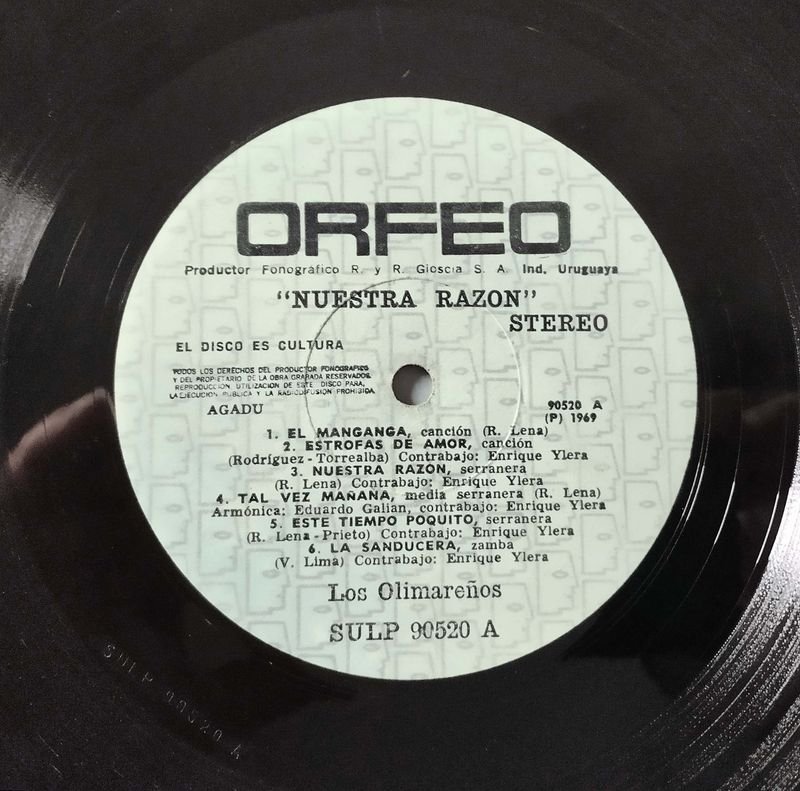 ORFEO
Productor Fonográfico R. y R. Gioscia S. A. Ind. Uruguaya
"NUESTRA RAZON"
STEREO
EL DISCO ES CULTURA
TODOS LOS DERECHOS DEL PRODUCTOR FONOGRAFICO
Y DEL PROPIETARIO DE LA OBRA GRABADA RESERVADOS
REPRODUCCION UTILIZACION DE ESTE DISCO PARA,
LA EJECUCION PUBLICA Y LA RADIODIFUSION PROHIBIDA.
AGADU
90520 A
(P) 1969
1. EL MANGANGA, canción (R. Lena)
2. ESTROFAS DE AMOR, canción
(Rodríguez - Torrealba) Contrabajo: Enrique Ylera
3. NUESTRA RAZON, serranera
(R. Lena) Contrabajo: Enrique Ylera
4. TAL VEZ MAÑANA, media serranera (R. Lena)
Armónica: Eduardo Galian, contrabajo: Enrique Ylera
5. ESTE TIEMPO POQUITO, serranera
(R. Lena - Prieto) Contrabajo: Enrique Ylera
6. LA SANDUCERA, zamba
(V. Lima) Contrabajo: Enrique Ylera
Los Olimareños
SULP 90520 A
SULP 90520 A